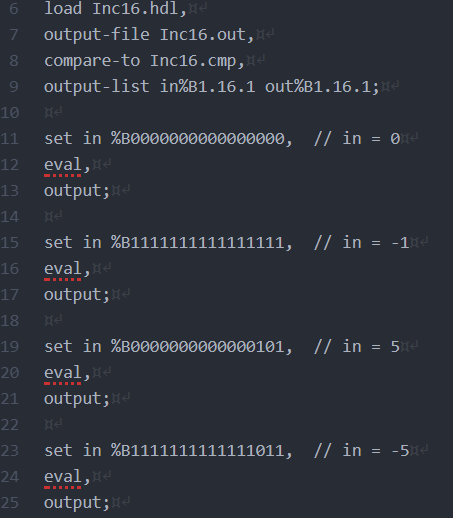 6 load Inc16.hdl,¤↵
7 output-file Inc16.out,¤↵
8 compare-to Inc16.cmp,¤↵
9 output-list in%B1.16.1 out%B1.16.1;¤↵
10 ¤↵
11 set in %B0000000000000000,  // in = 0¤↵
12 eval,¤↵
13 output;¤↵
14 ¤↵
15 set in %B1111111111111111,  // in = -1¤↵
16 eval,¤↵
17 output;¤↵
18 ¤↵
19 set in %B0000000000000101,  // in = 5¤↵
20 eval,¤↵
21 output;¤↵
22 ¤↵
23 set in %B1111111111111011,  // in = -5¤↵
24 eval,¤↵
25 output;¤↵